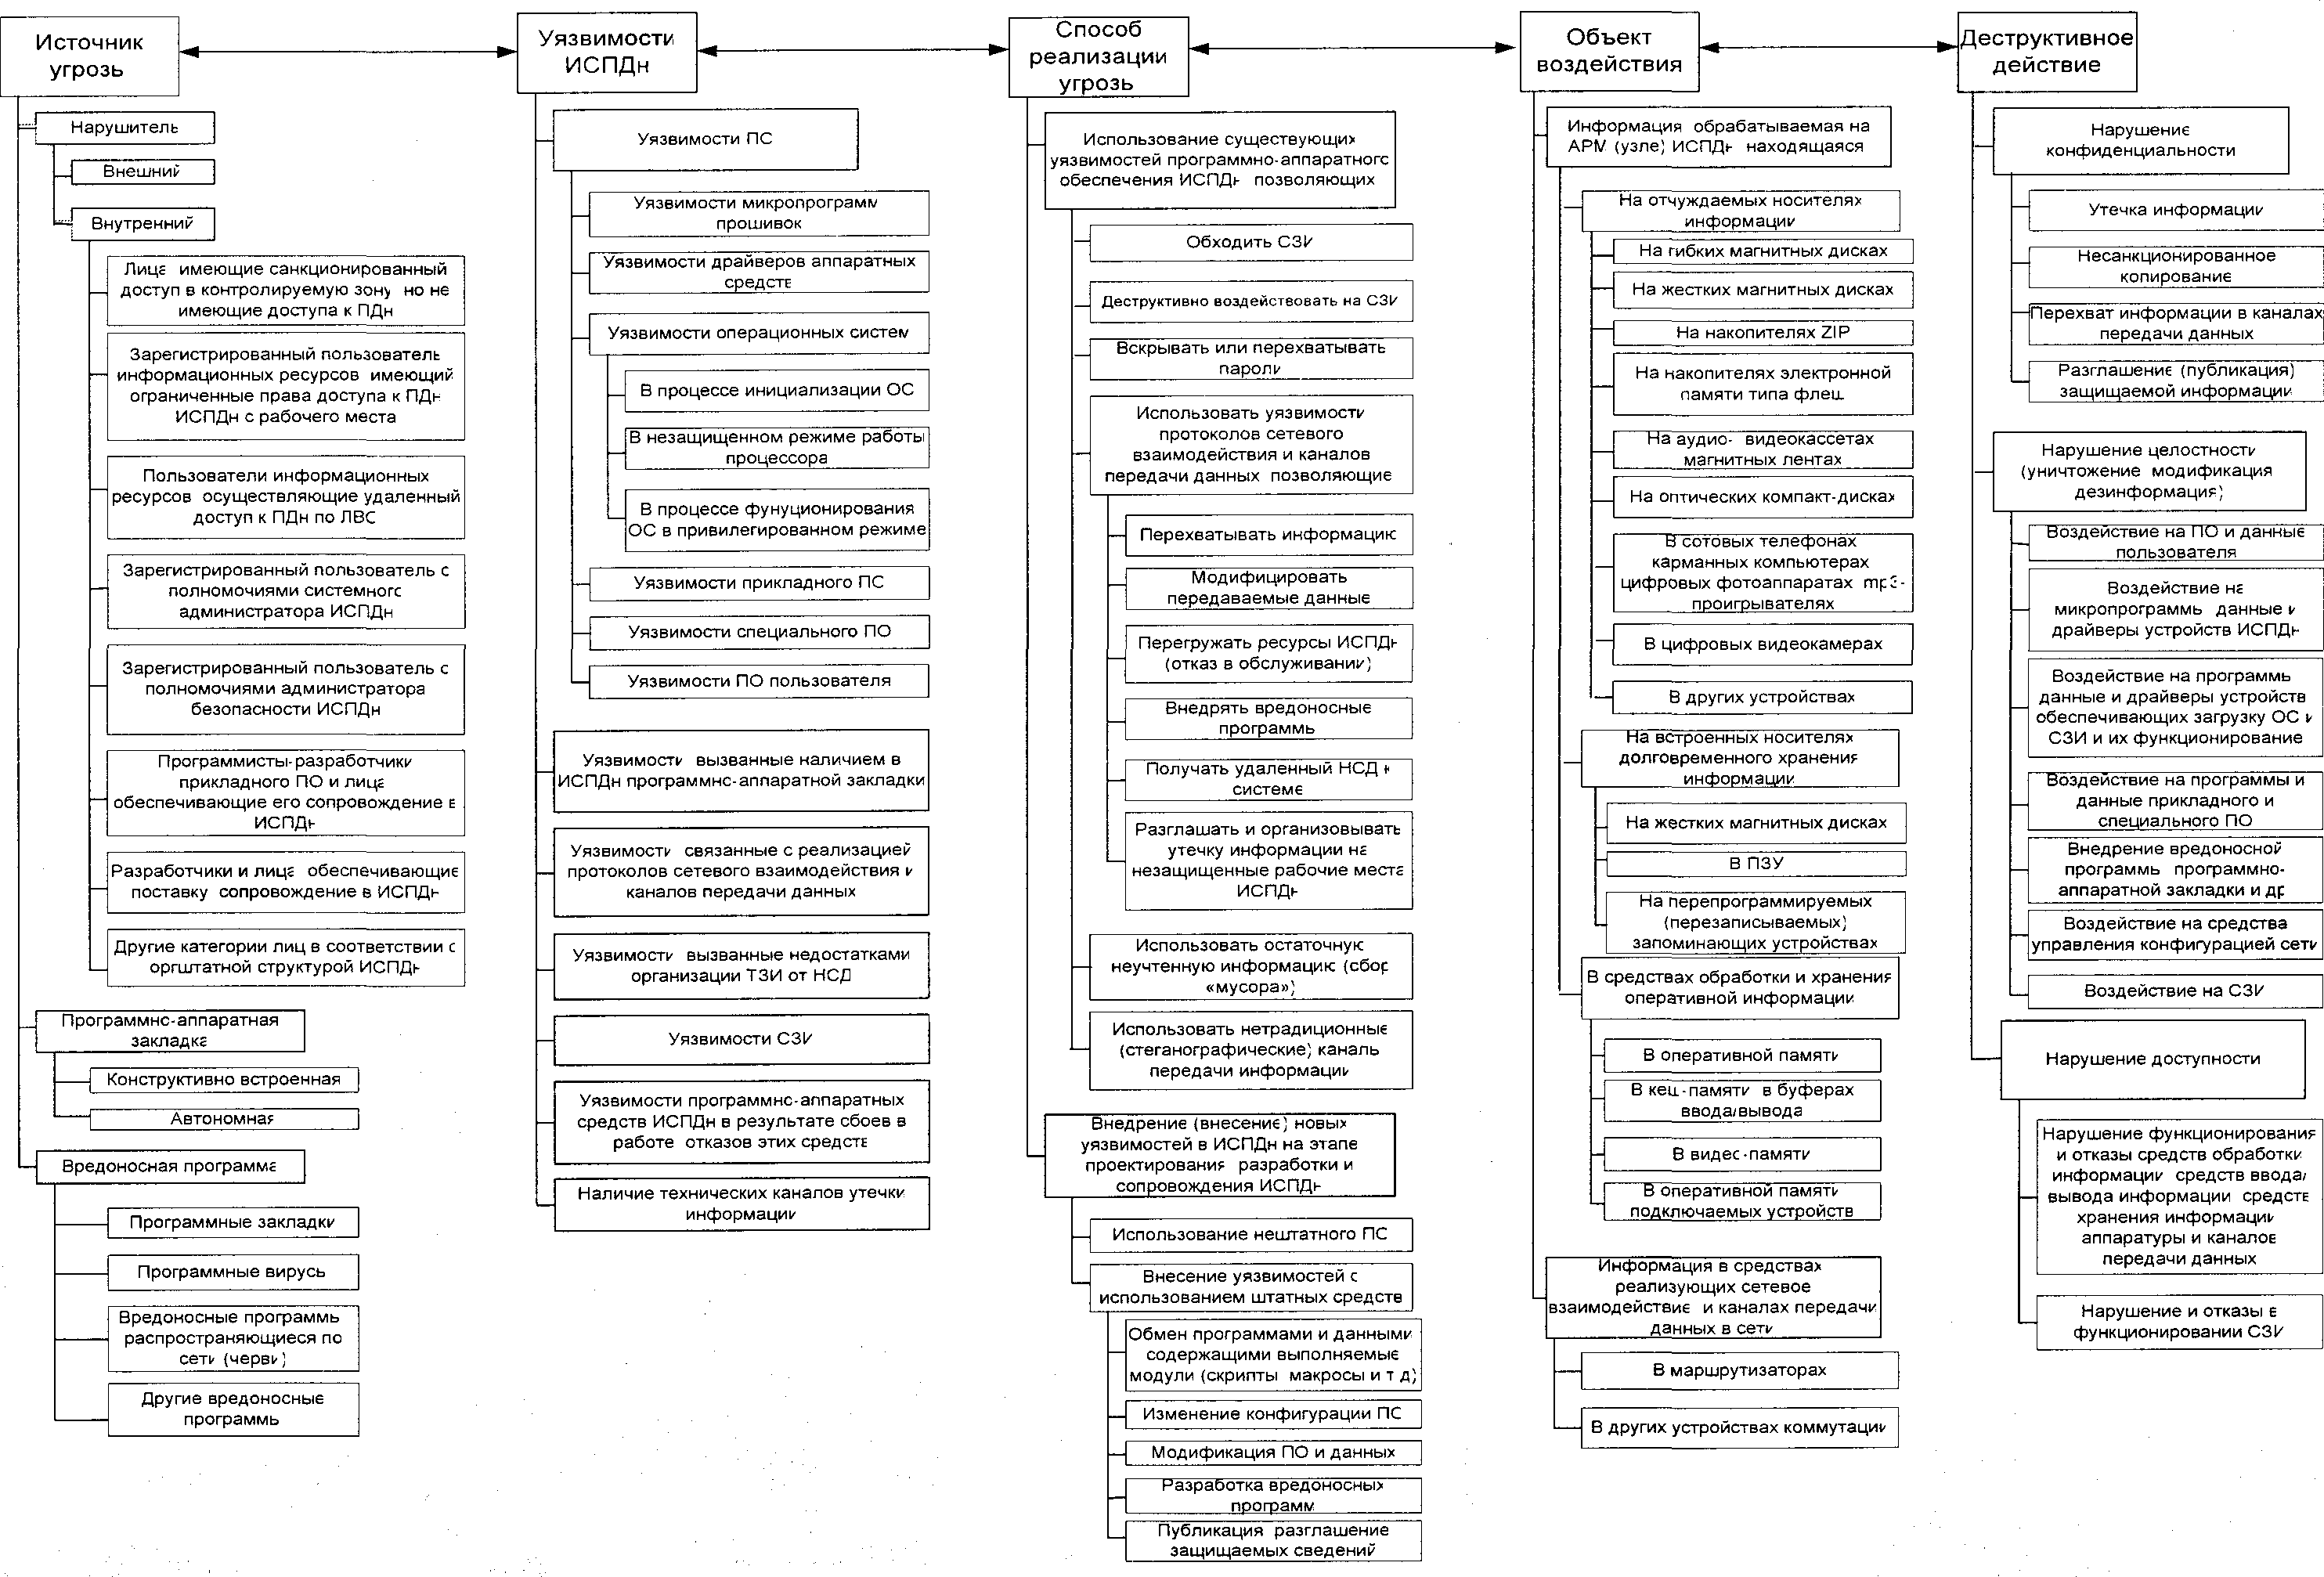 Источник
угрозь
Нарушитель
Внешний
Внутренний
Лица имеющие санкционированный
доступ в контролируемую зону но не
имеющие доступа к ПДн
Зарегистрированный пользователь
информационных ресурсов имеющий
ограниченные права доступа к ПДн
ИСПДн с рабочего места
Пользователи информационных
ресурсов осуществляющие удаленный
доступ к ПДн по ЛВС
Зарегистрированный пользователь с
полномочиями системного
администратора ИСПДн
Зарегистрированный пользователь с
полномочиями администратора
безопасности ИСПДн
Программисты-разработчики
прикладного ПО и лица
обеспечивающие его сопровождение в
ИСПДн
Разработчики и лица обеспечивающие
поставку сопровождение в ИСПДн
Другие категории лиц в соответствии с
оргштатной структурой ИСПДн
Программно-аппаратная
закладка
Конструктивно встроенная
Автономная
Вредоносная программа
Программные закладки
Программные вирусь
Вредоносные программь
распространяющиеся по
сети (черви)
Другие вредоносные
программь
Уязвимости
ИСПДн
Уязвимости ПС
Уязвимости микропрограмм
прошивок
Уязвимости драйверов аппаратных
средств
Уязвимости операционных систем
В процессе инициализации ОС
В незащищенном режиме работы
процессора
В процессе фунуционирования
ОС в привилегированном режиме
Уязвимости прикладного ПС
Уязвимости специального ПО
Уязвимости ПО пользователя
Уязвимости вызванные наличием в
ИСПДн программно-аппаратной закладки
Уязвимости связанные с реализацией
протоколов сетевого взаимодействия и
каналов передачи данных
Уязвимости вызванные недостатками
организации ТЗИ от НСД
Уязвимости СЗИ
Уязвимости программно-аппаратных
средств ИСПДн в результате сбоев в
работе отказов этих средств
Наличие технических каналов утечки
информации
Способ
реализации
угрозь
Использование существующих
уязвимостей программно-аппаратного
обеспечения ИСПДн позволяющих
Обходить СЗИ
Деструктивно воздействовать на СЗИ
Вскрывать или перехватывать
пароли
Использовать уязвимости
протоколов сетевого
взаимодействия и каналов
передачи данных позволяющие
Перехватывать информацию
Модифицировать
передаваемые данные
Перегружать ресурсы ИСПДн
(отказ в обслуживании)
Внедрять вредоносные
программь
Получать удаленный НСД к
системе
Разглашать и организовывать
утечку информации на
незащищенные рабочие места
ИСПДн
Использовать остаточную
неучтенную информацию (сбор
«мусора»)
Использовать нетрадиционные
(стеганографические) каналь
передачи информации
Внедрение (внесение) новых
уязвимостей в ИСПДн на этапе
проектирования разработки и
сопровождения ИСПДн
Использование нештатного ПС
Внесение уязвимостей с
использованием штатных средств
Обмен программами и данными
содержащими выполняемые
модули (скрипты макросы и т д)
Изменение конфигурации ПС
Модификация ПО и данных
Разработка вредоносных
программ
Публикация разглашение
защищаемых сведений
Объект
воздействия
Информация обрабатываемая на
АРМ (узле) ИСПДн находящаяся
На отчуждаемых носителях
информации
На гибких магнитных дисках
На жестких магнитных дисках
На накопителях ZIP
На накопителях электронной
памяти типа флеш
На аудио- видеокассетах
магнитных лентах
На оптических компакт-дисках
В сотовых телефонах
карманных компьютерах
цифровых фотоаппаратах mp3-
проигрывателях
В цифровых видеокамерах
В других устройствах
На встроенных носителях
долговременного хранения
информации
На жестких магнитных дисках
В ПЗУ
На перепрограммируемых
(перезаписываемых)
запоминающих устройствах
В средствах обработки и хранения
оперативной информации
В оперативной памяти
В кеш-памяти в буферах
ввода/вывода
В видео-памяти
В оперативной памяти
подключаемых устройств
Информация в средствах
реализующих сетевое
взаимодействие и каналах передачи
данных в сети
В маршрутизаторах
В других устройствах коммутации
Деструктивное
действие
Нарушение
конфиденциальности
Утечка информации
Несанкционированное
копирование
Перехват информации в каналах
передачи данных
Разглашение (публикация)
защищаемой информации
Нарушение целостности
(уничтожение модификация
дезинформация)
Воздействие на ПО и данные
пользователя
Воздействие на
микропрограммь данные и
драйверы устройств ИСПДн
Воздействие на программь
данные и драйверы устройств
обеспечивающих загрузку ОС и
СЗИ и их функционирование
Воздействие на программы и
данные прикладного и
специального ПО
Внедрение вредоносной
программь программно-
аппаратной закладки и др
Воздействие на средства
управления конфигурацией сети
Воздействие на СЗИ
Нарушение доступности
Нарушение функционирования
и отказы средств обработки
информации средств ввода/
вывода информации средств
хранения информации
аппаратуры и каналов
передачи данных
Нарушение и отказы в
функционировании СЗИ